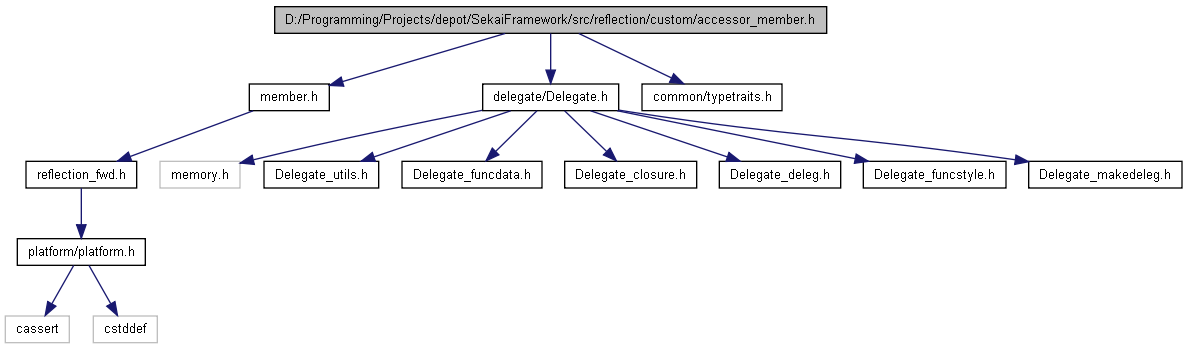 D:/Programming/Projects/depot/SekaiFramework/src/reflection/custom/accessor_member.h
member.h
delegate/Delegate.h
common/typetraits.h
reflection_fwd.h
memory.h
Delegate_utils.h
Delegate_funcdata.h
Delegate_closure.h
Delegate_deleg.h
Delegate_funcstyle.h
Delegate_makedeleg.h
platform/platform.h
cassert
cstddef